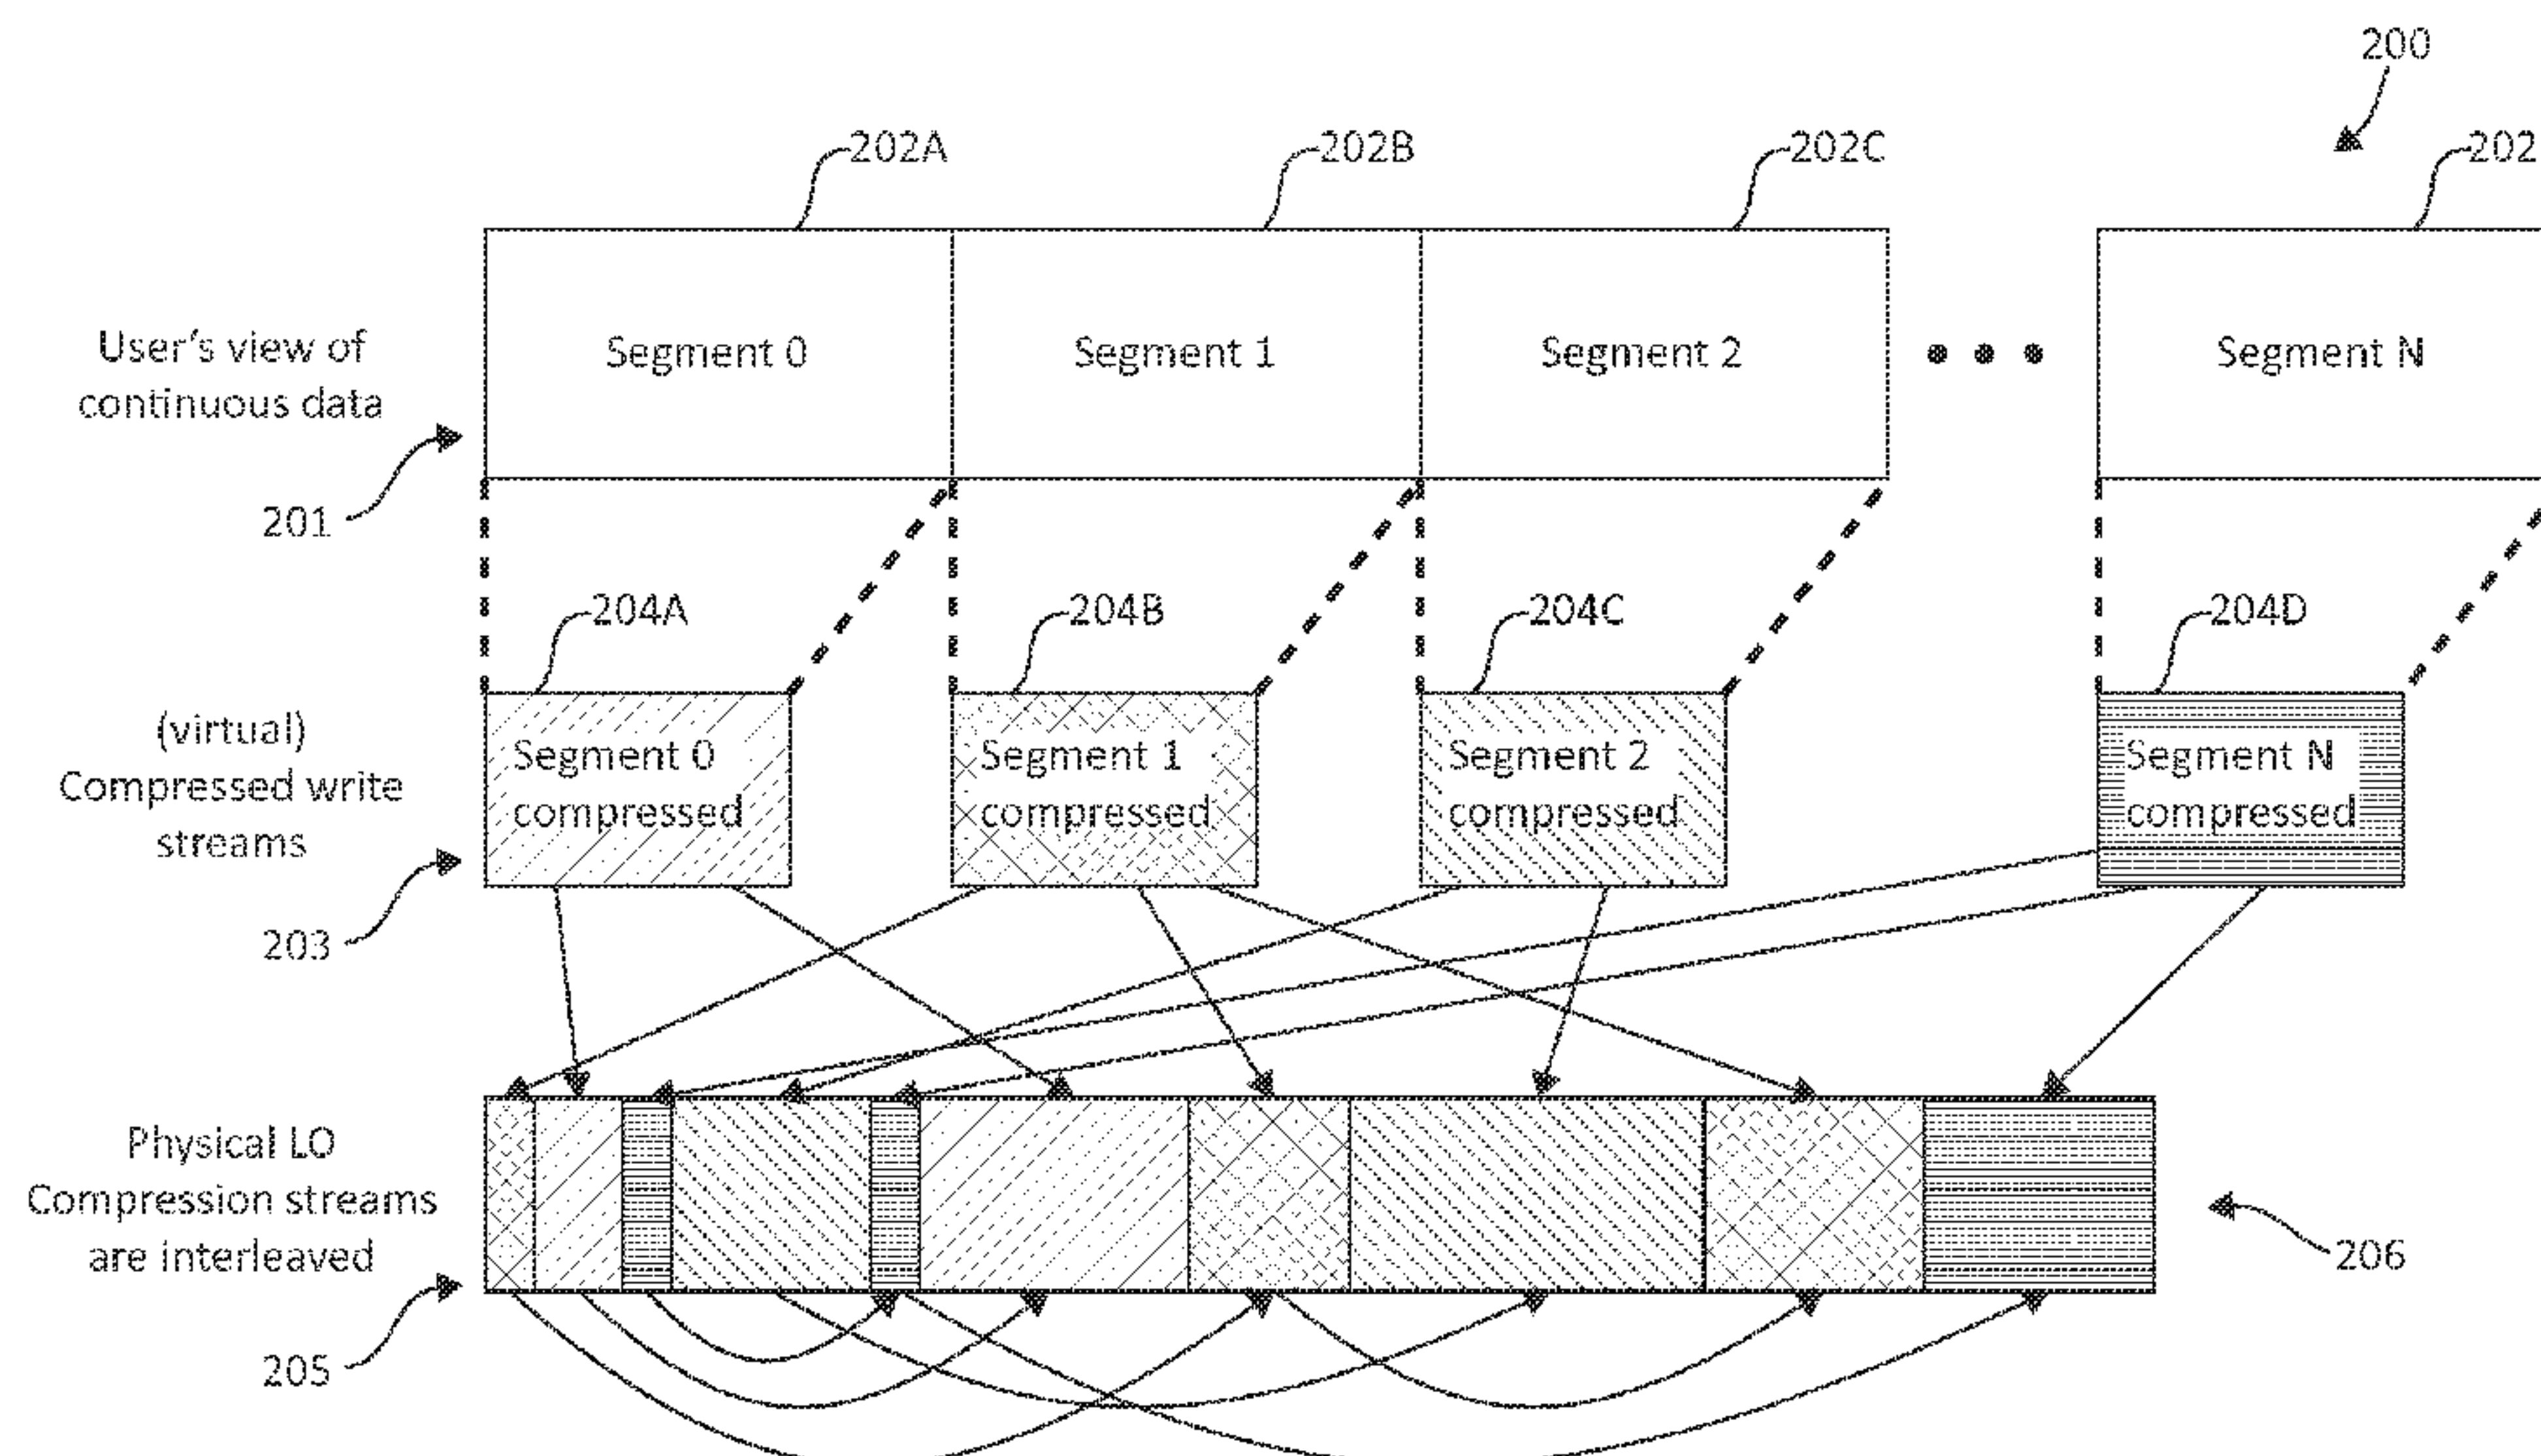 200
202A
202B
202C
202
User's view of
continuous data
Segment 0
Segment 1
Segment 2
Segment N
201
204A
204B
204C
204D
(virtual)
Compressed write
streams
Segment 0
compressed
Segment 1
compressed
Segment 2
compressed
Segment N
compressed
203
Physical LO
Compression streams
are interleaved
206
205